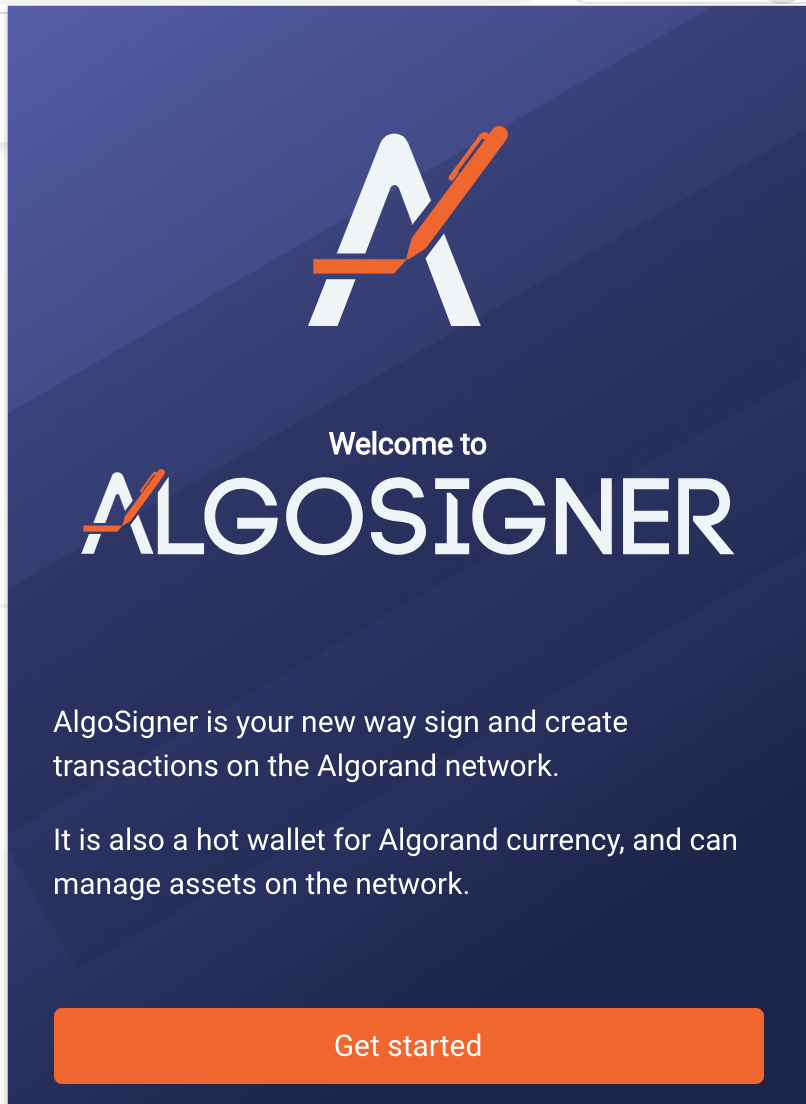 Welcome to
ALGOSIGNER
AlgoSigner is your new way sign and create
transactions on the Algorand network.
It is also a hot wallet for Algorand currency, and can
manage assets on the network.
Get started